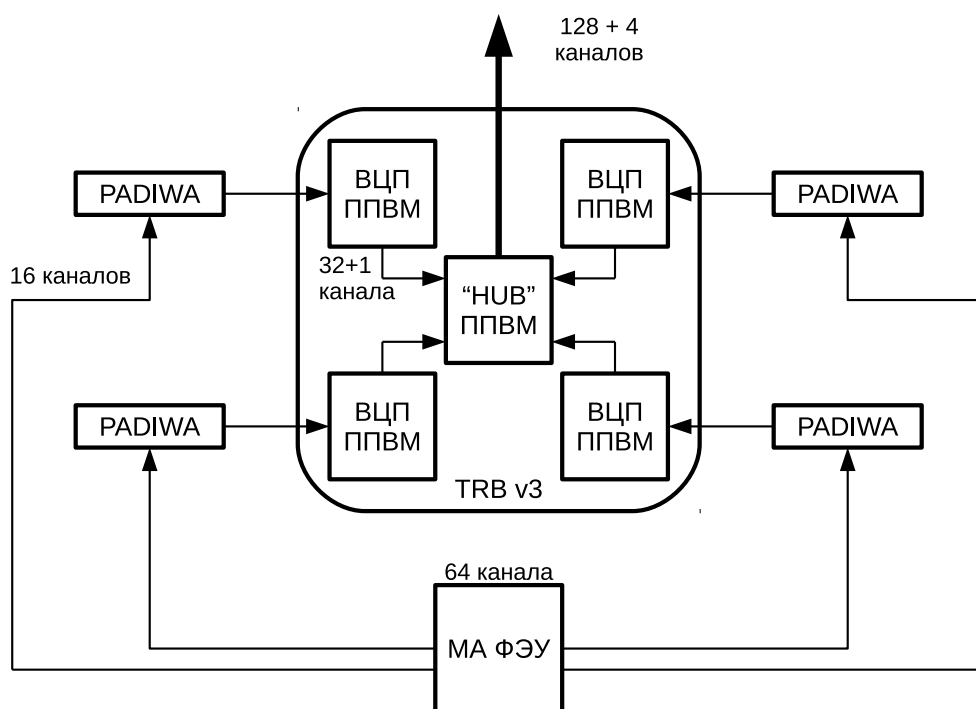 128 + 4
каналов
ВЦП
ППВМ
ВЦП
ППВМ
PADIWA
PADIWA
16 каналов
32+1
канала
“HUB”
ППВМ
ВЦП
ППВМ
ВЦП
ППВМ
PADIWA
PADIWA
TRB v3
64 канала
МА ФЭУ